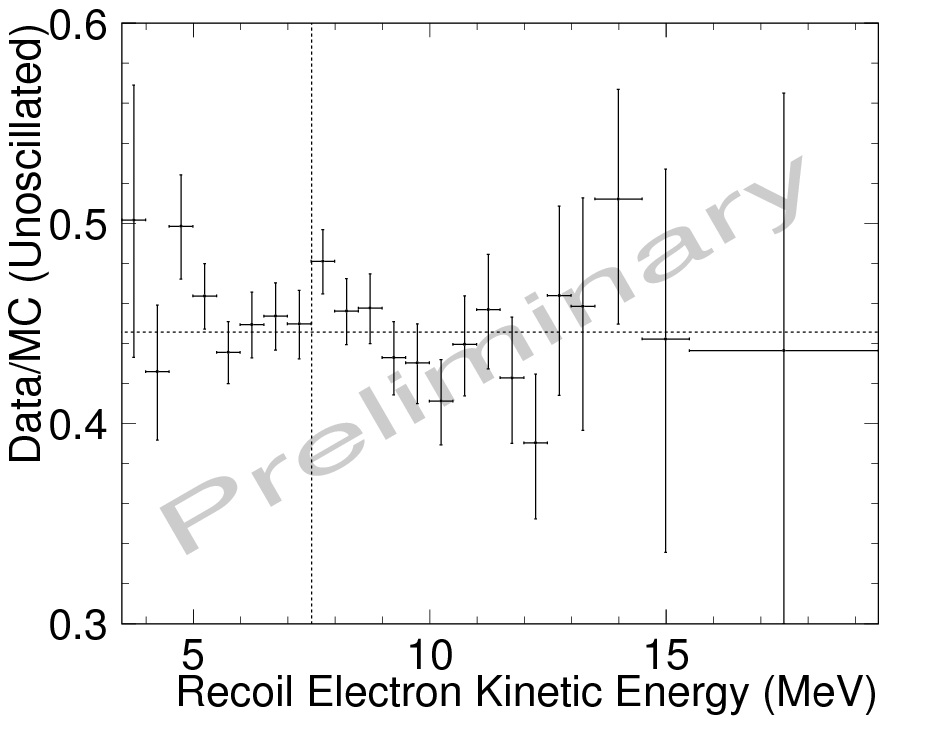 Data/MC (Unoscillated)
0.6
0.5
0.4
0.3
Preliminary
5 10 15
Recoil Electron Kinetic Energy (MeV)